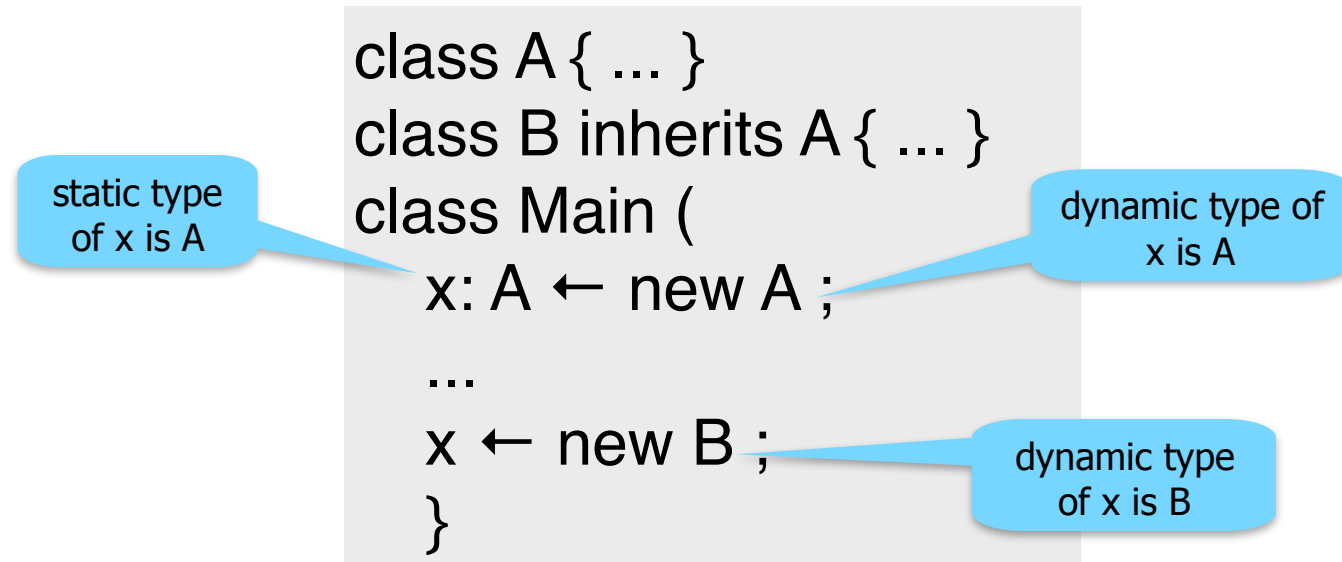 class A { ... }
class B inherits A { ... }
class Main (
static type
of x is A
dynamic type of
x is A
x: A ← new A ;
...
x ← new B ;
dynamic type
of x is B
}